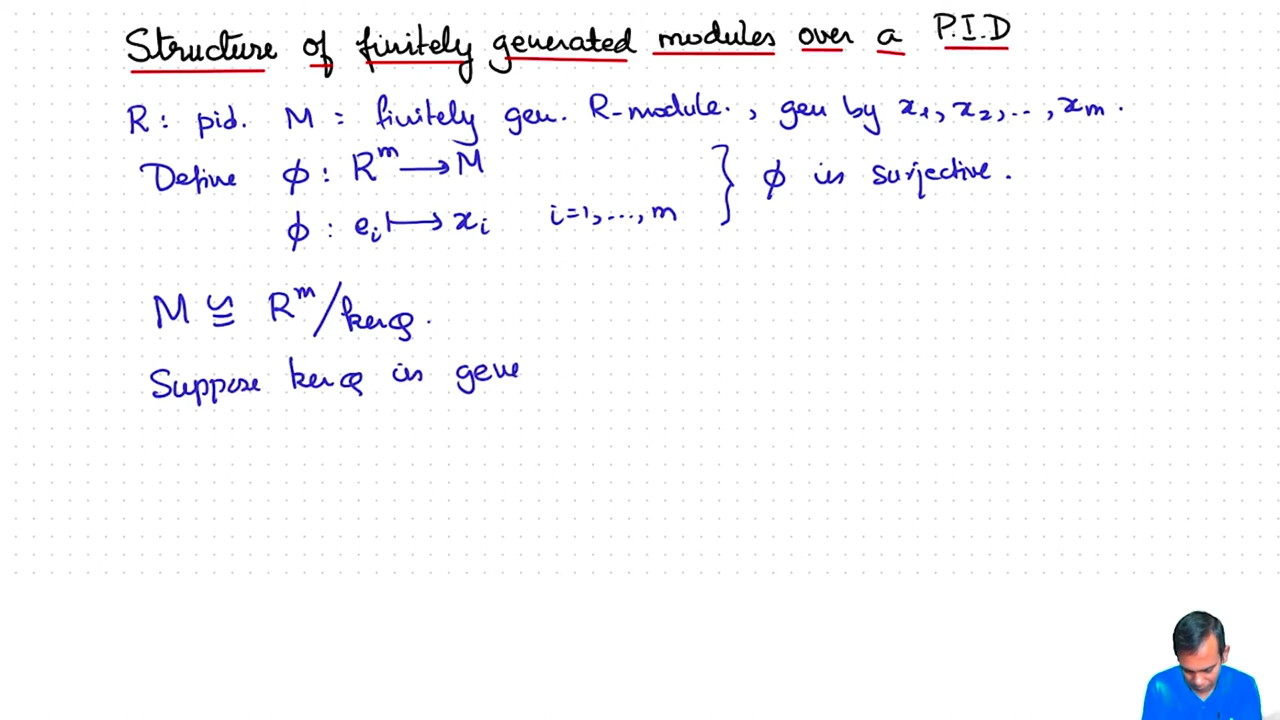 Structure of finitely generated modules over a P.I.D
R: pid. M = finitely gen. R-module., gen by x₁, x₂, .., xm.
Define ϕ : Rᵐ ⟶ M } ϕ is surjective.
ϕ : eᵢ ⟼ xᵢ i=1,...,m
M ≅ Rᵐ/kerϕ.
Suppose kerϕ is gene